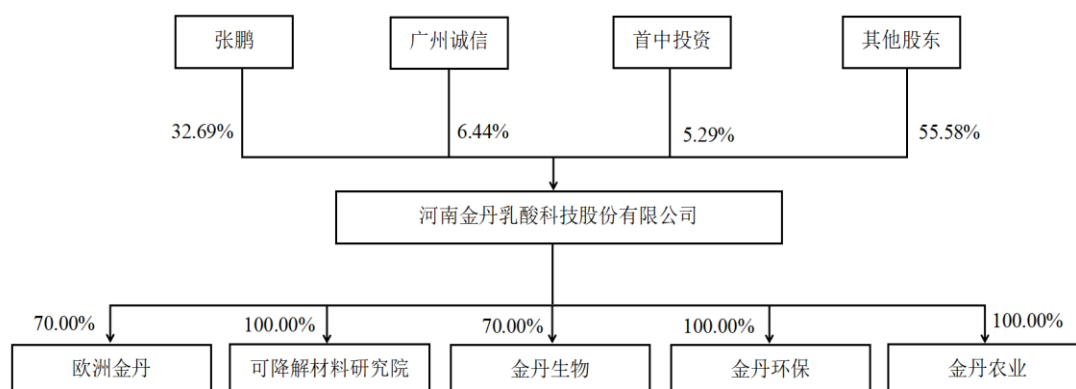 张鹏
广州诚信
首中投资
其他股东
32.69%
6.44%
5.29%
55.58%
河南金丹乳酸科技股份有限公司
70.00%
100.00%
70.00%
100.00%
100.00%
欧洲金丹
可降解材料研究院
金丹生物
金丹环保
金丹农业